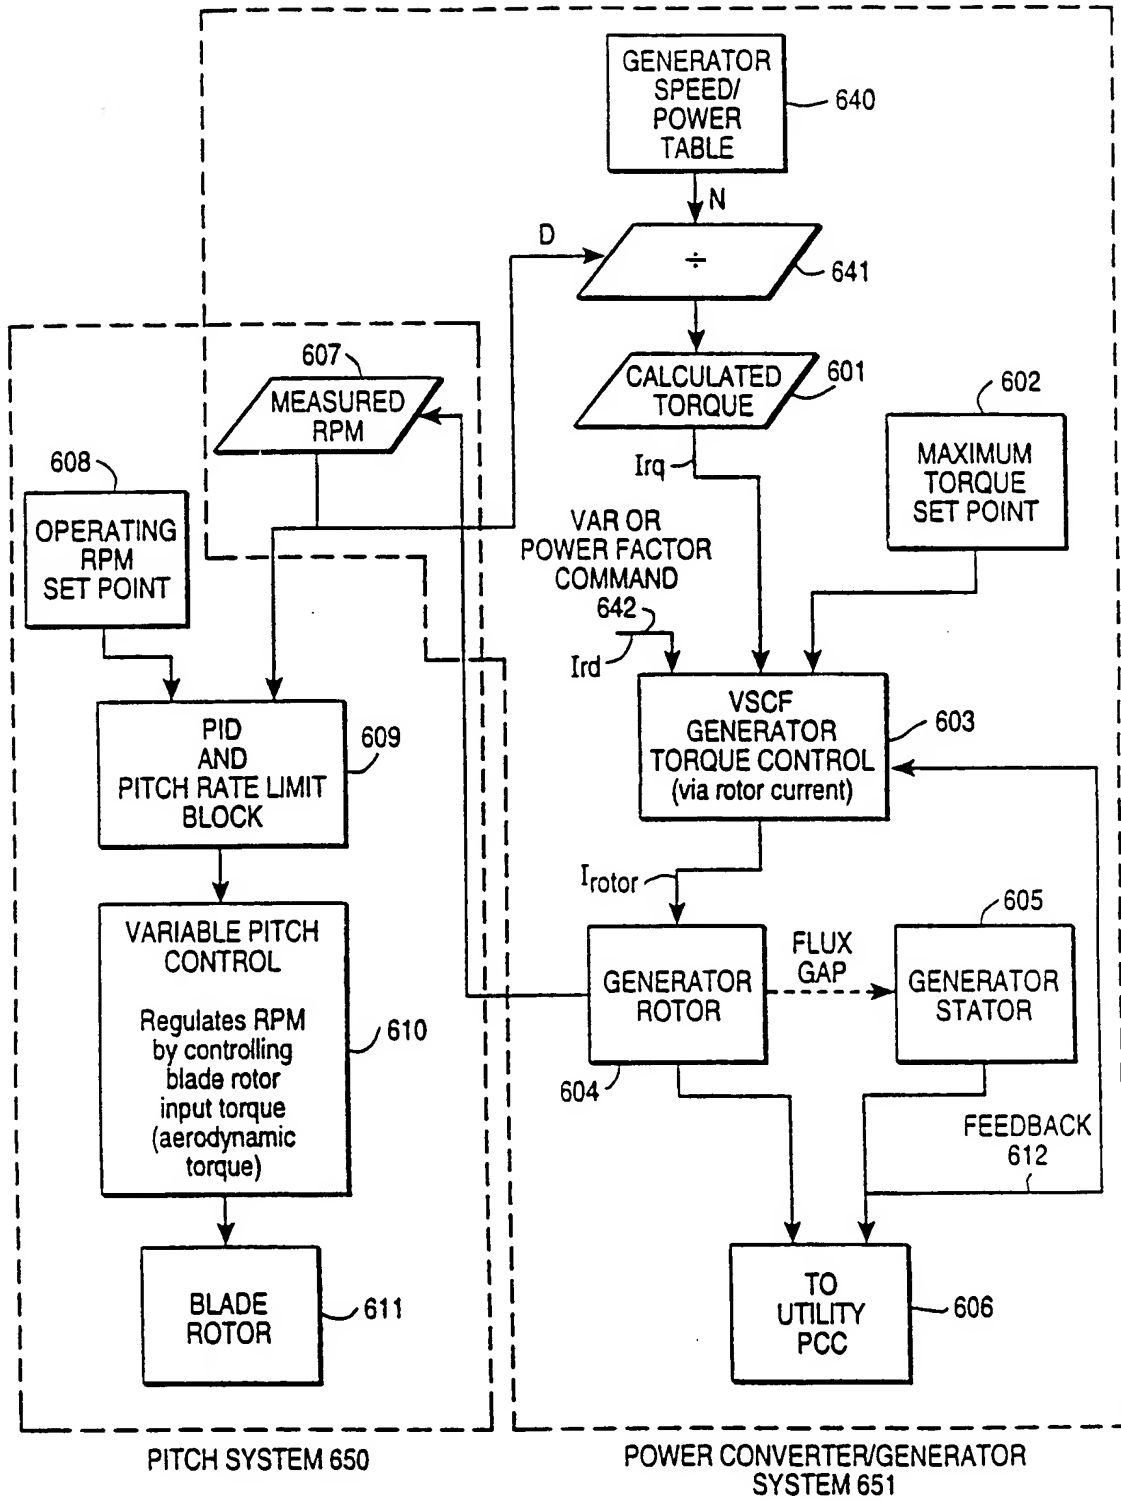 GENERATOR
SPEED/
POWER
TABLE
640
N
D
÷
641
607
MEASURED
RPM
CALCULATED
TORQUE
601
602
MAXIMUM
TORQUE
SET POINT
608
OPERATING
RPM
SET POINT
Irq
VAR OR
POWER FACTOR
COMMAND
642
Ird
PID
AND
PITCH RATE LIMIT
BLOCK
609
VSCF
GENERATOR
TORQUE CONTROL
(via rotor current)
603
Irotor
VARIABLE PITCH
CONTROL
Regulates RPM
by controlling
blade rotor
input torque
(aerodynamic
torque)
610
GENERATOR
ROTOR
604
FLUX
GAP
605
GENERATOR
STATOR
FEEDBACK
612
BLADE
ROTOR
611
TO
UTILITY
PCC
606
PITCH SYSTEM 650
POWER CONVERTER/GENERATOR
SYSTEM 651